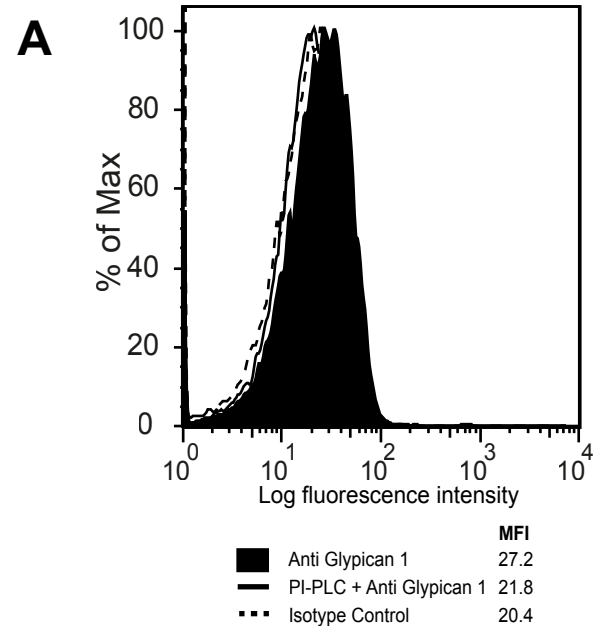 A
100
80
60
40
20
0
% of Max
10^0 10^1 10^2 10^3 10^4
Log fluorescence intensity
MFI
Anti Glypican 1 27.2
PI-PLC + Anti Glypican 1 21.8
Isotype Control 20.4